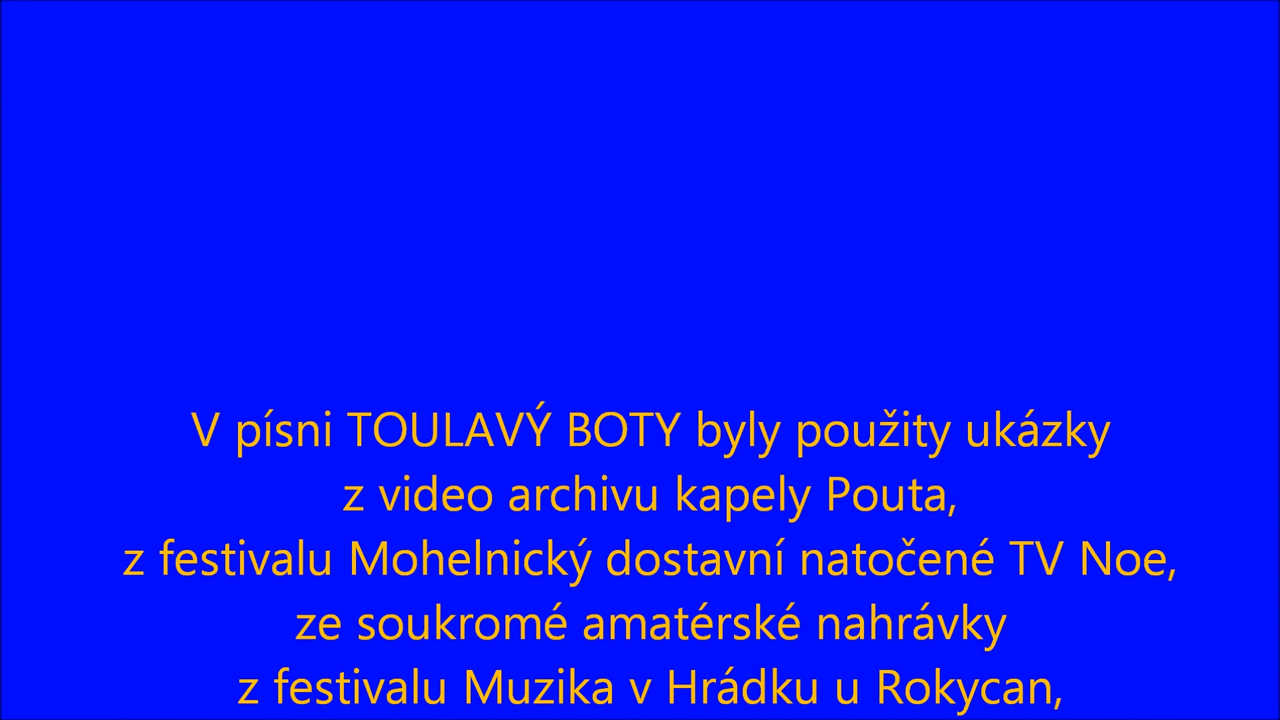 V písni TOULAVÝ BOTY byly použity ukázky
z video archivu kapely Pouta,
z festivalu Mohelnický dostavní natočené TV Noe,
ze soukromé amatérské nahrávky
z festivalu Muzika v Hrádku u Rokycan,